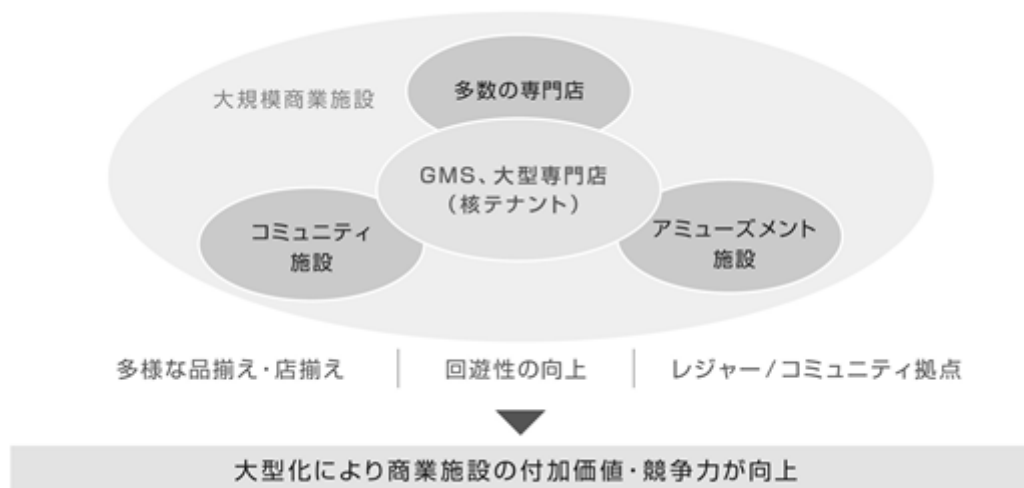 大規模商業施設
多数の専門店
GMS、大型専門店
（核テナント）
コミュニティ
施設
アミューズメント
施設
多様な品揃え・店揃え
回遊性の向上
レジャー/コミュニティ拠点
大型化により商業施設の付加価値・競争力が向上